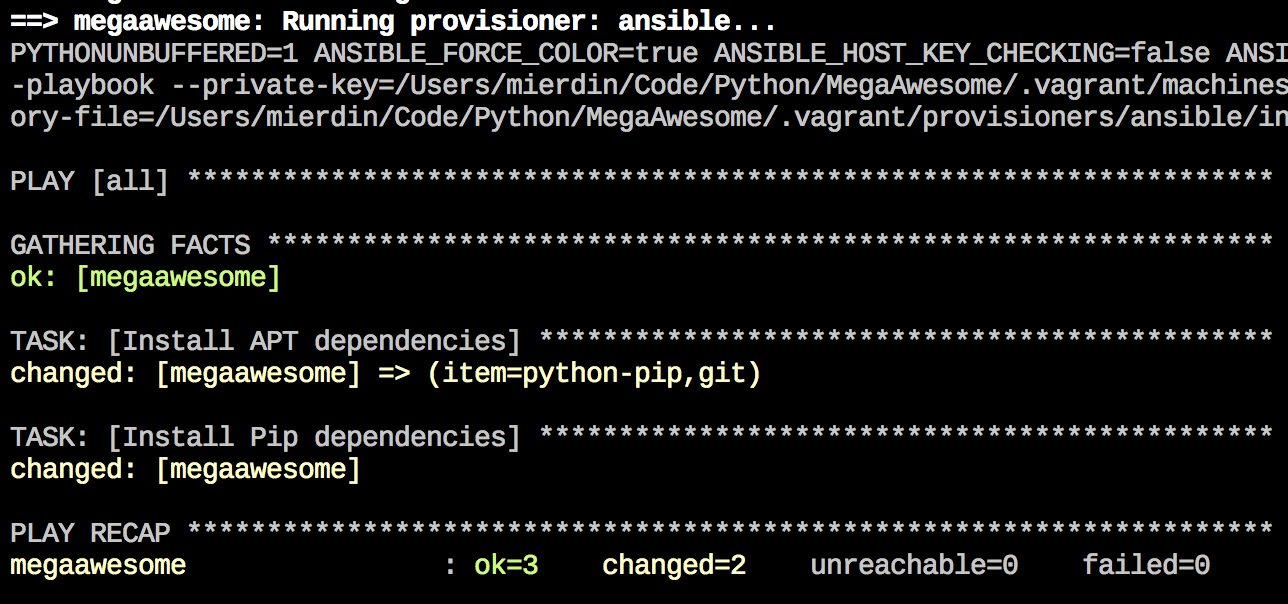 ==> megaawesome: Running provisioner: ansible...
PYTHONUNBUFFERED=1 ANSIBLE_FORCE_COLOR=true ANSIBLE_HOST_KEY_CHECKING=false ANSI
-playbook --private-key=/Users/mierdin/Code/Python/MegaAwesome/.vagrant/machines
ory-file=/Users/mierdin/Code/Python/MegaAwesome/.vagrant/provisioners/ansible/in
PLAY [all] ********************************************************************
GATHERING FACTS ***************************************************************
ok: [megaawesome]
TASK: [Install APT dependencies] **********************************************
changed: [megaawesome] => (item=python-pip,git)
TASK: [Install Pip dependencies] **********************************************
changed: [megaawesome]
PLAY RECAP ********************************************************************
megaawesome                : ok=3    changed=2    unreachable=0    failed=0